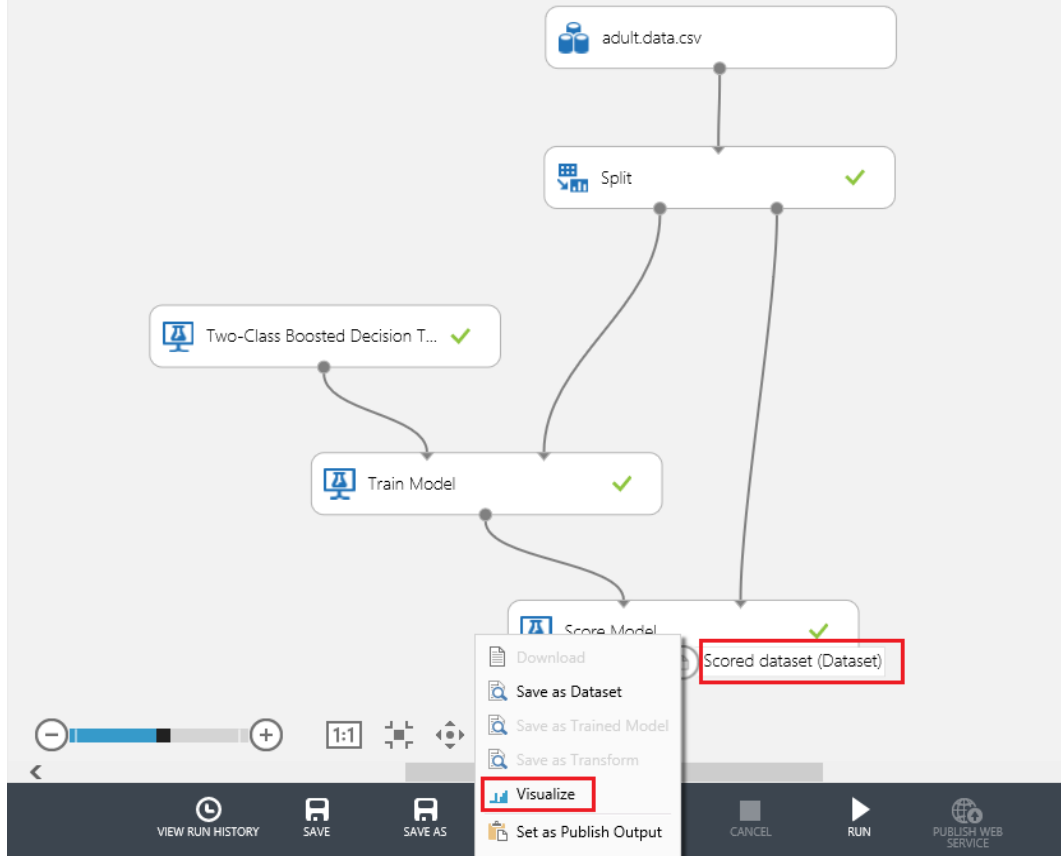 adult.data.csv
Split
Two-Class Boosted Decision T...
Train Model
Score Model
Scored dataset (Dataset)
Download
Save as Dataset
Save as Trained Model
Save as Transform
Visualize
Set as Publish Output
1:1
VIEW RUN HISTORY
SAVE
SAVE AS
CANCEL
RUN
PUBLISH WEB
SERVICE